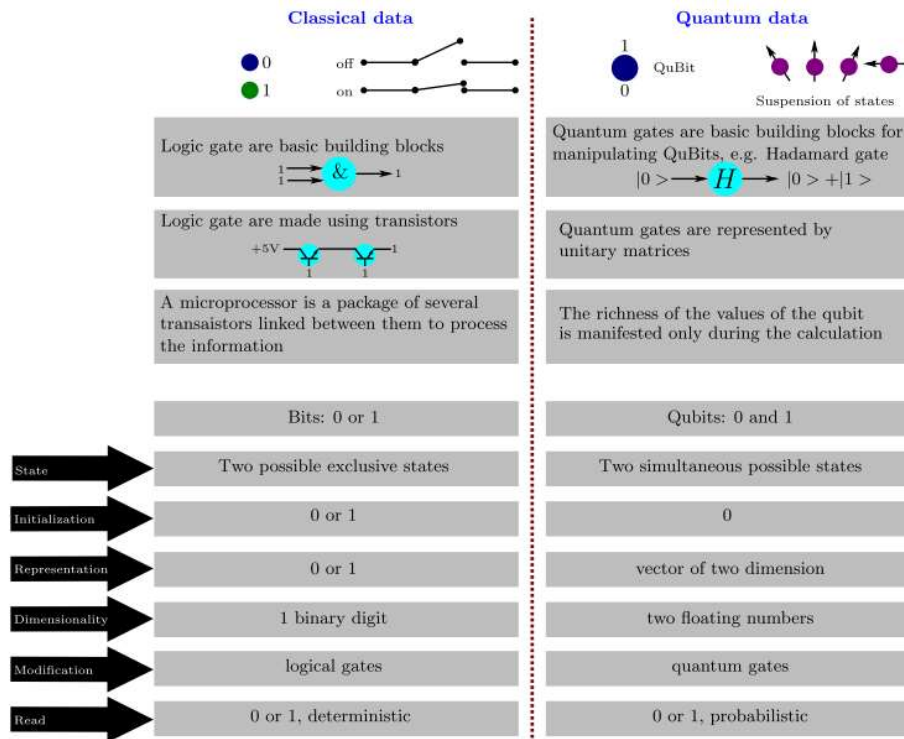 Classical data
0
1
off
on
Logic gate are basic building blocks
1
1
&
1
Logic gate are made using transistors
+5V
1
1
1
A microprocessor is a package of several
transaistors linked between them to process
the information
Quantum data
1
QuBit
0
Suspension of states
Quantum gates are basic building blocks for
manipulating QuBits, e.g. Hadamard gate
|0 >
H
|0 > +|1 >
Quantum gates are represented by
unitary matrices
The richness of the values of the qubit
is manifested only during the calculation
Bits: 0 or 1
Qubits: 0 and 1
State
Two possible exclusive states
Two simultaneous possible states
Initialization
0 or 1
0
Representation
0 or 1
vector of two dimension
Dimensionality
1 binary digit
two floating numbers
Modification
logical gates
quantum gates
Read
0 or 1, deterministic
0 or 1, probabilistic